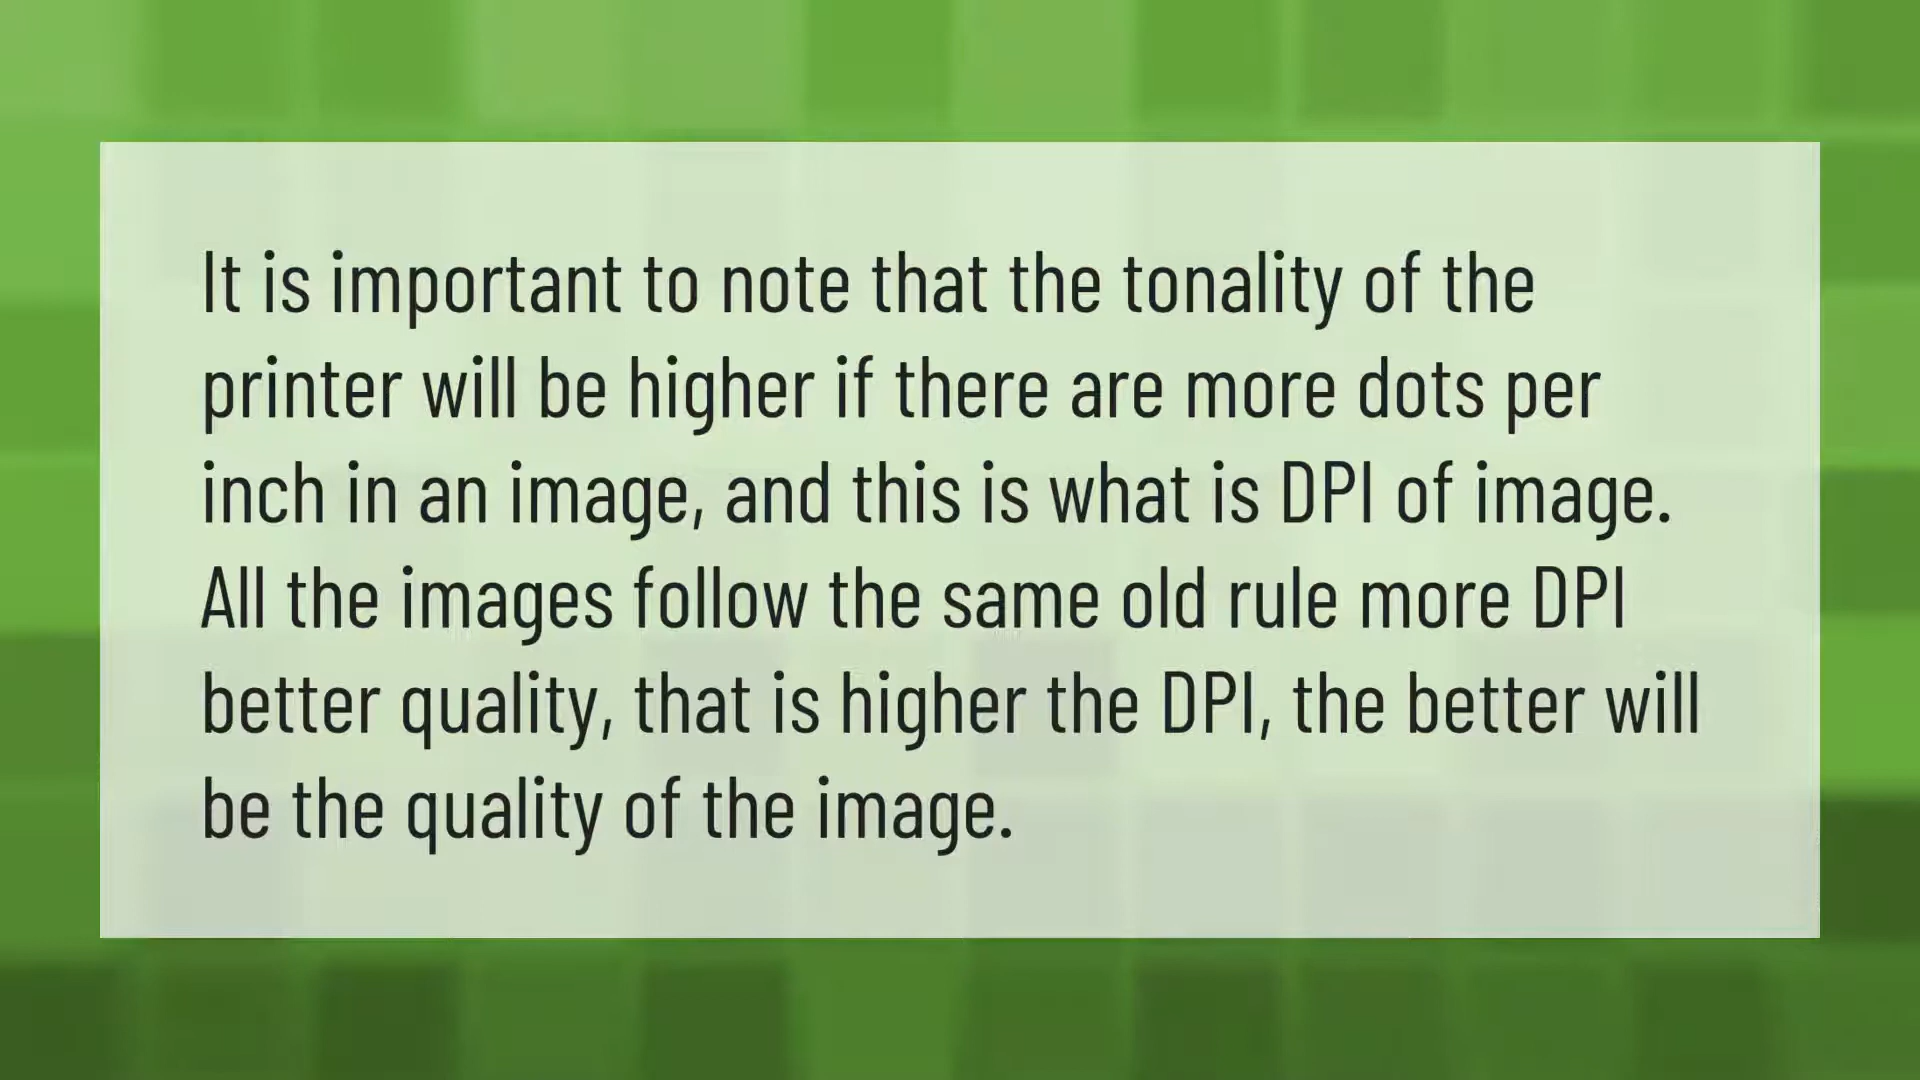 It is important to note that the tonality of the
printer will be higher if there are more dots per
inch in an image, and this is what is DPI of image.
All the images follow the same old rule more DPI
better quality, that is higher the DPI, the better will
be the quality of the image.